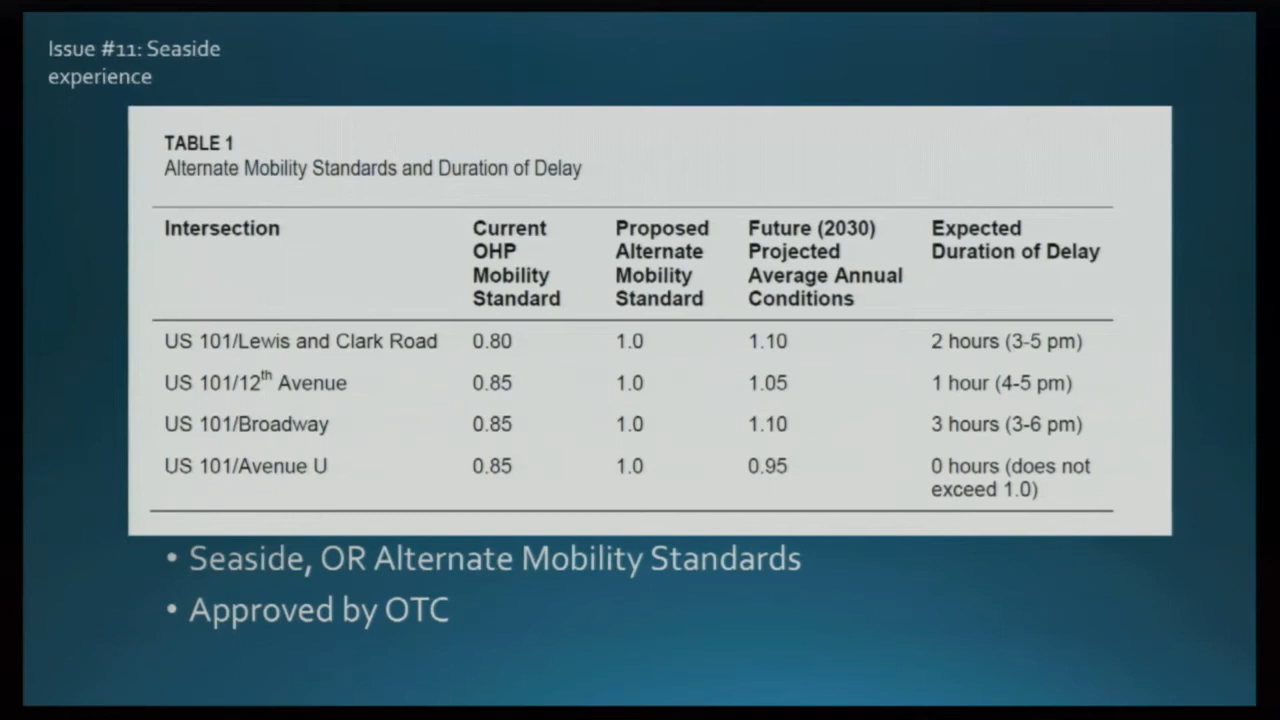 Issue #11: Seaside
experience
TABLE 1
Alternate Mobility Standards and Duration of Delay
Intersection
Current
OHP
Mobility
Standard
Proposed
Alternate
Mobility
Standard
Future (2030)
Projected
Average Annual
Conditions
Expected
Duration of Delay
US 101/Lewis and Clark Road 0.80 1.0 1.10 2 hours (3-5 pm)
US 101/12th Avenue 0.85 1.0 1.05 1 hour (4-5 pm)
US 101/Broadway 0.85 1.0 1.10 3 hours (3-6 pm)
US 101/Avenue U 0.85 1.0 0.95 0 hours (does not
exceed 1.0)
• Seaside, OR Alternate Mobility Standards
• Approved by OTC